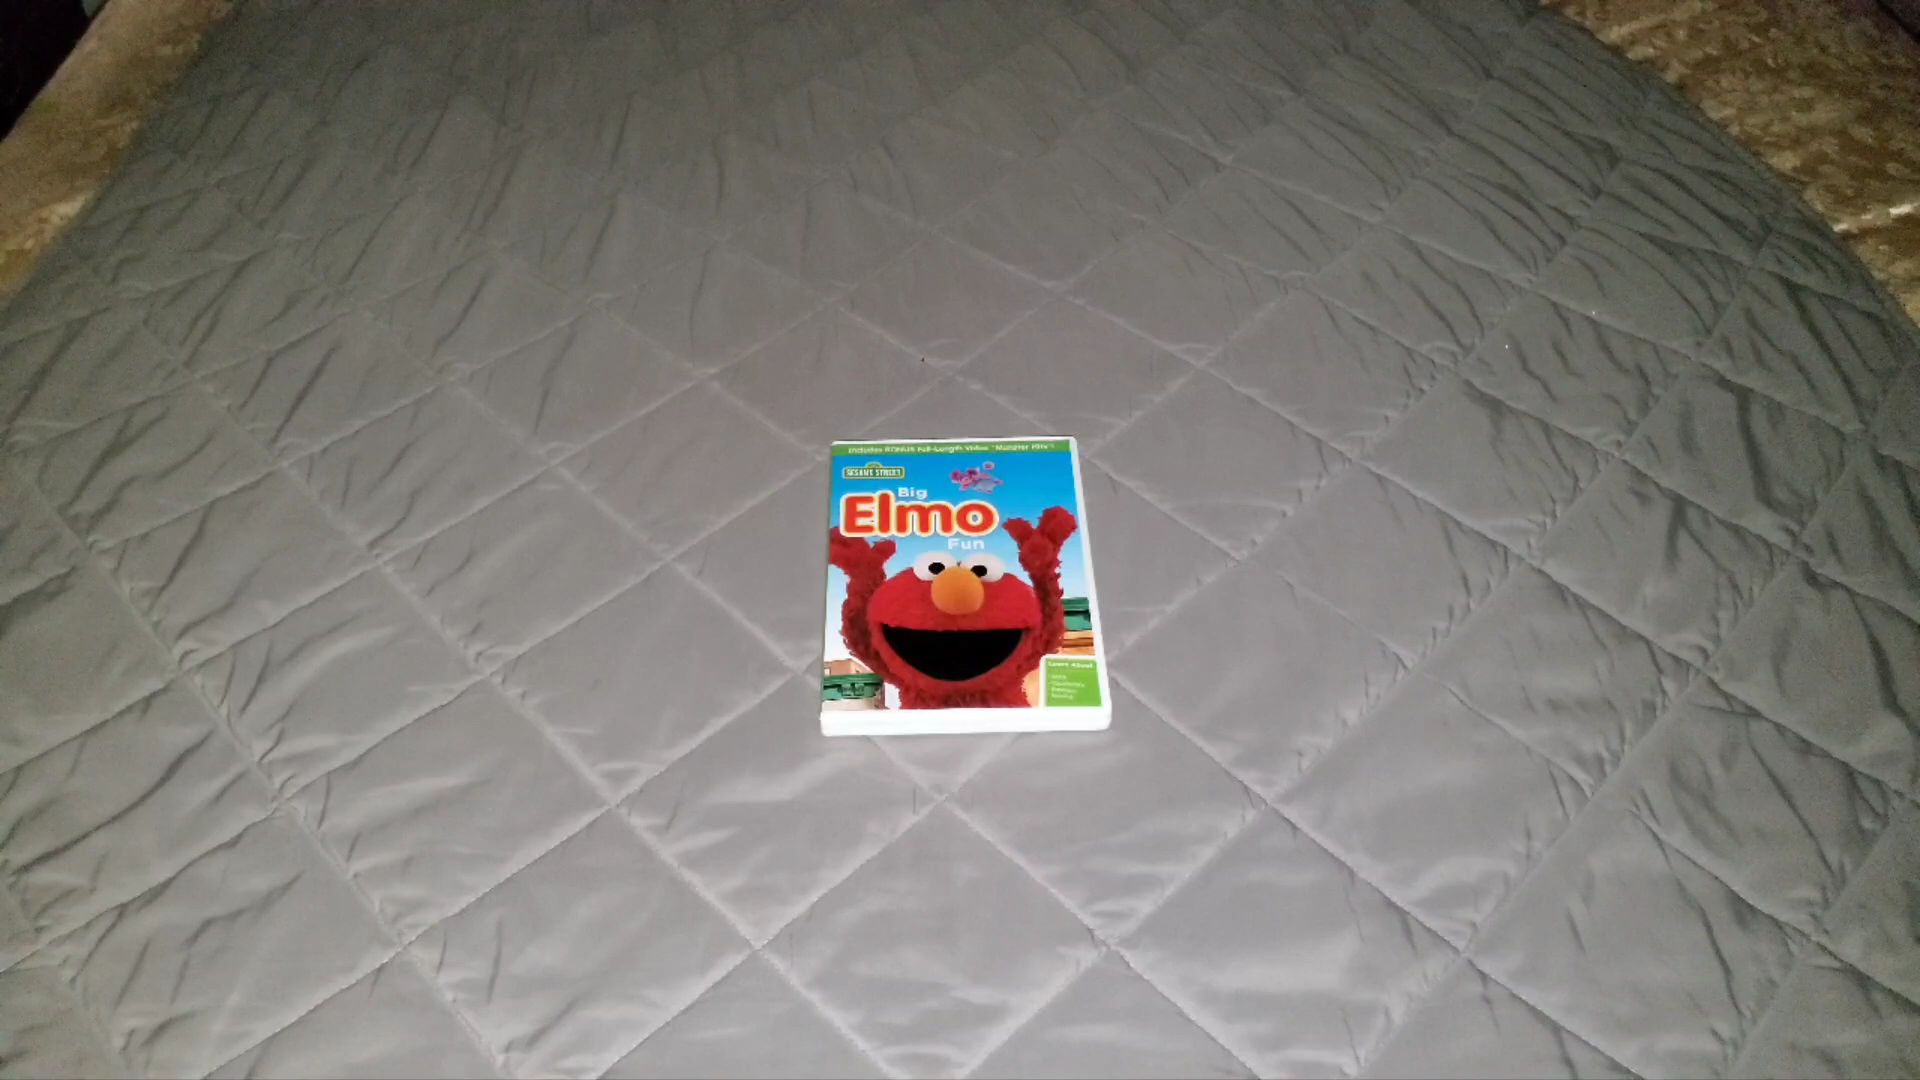 Includes BONUS Full-Length Video "Monster Hits"!
SESAME STREET
Big
Elmo
Fun
Learn About